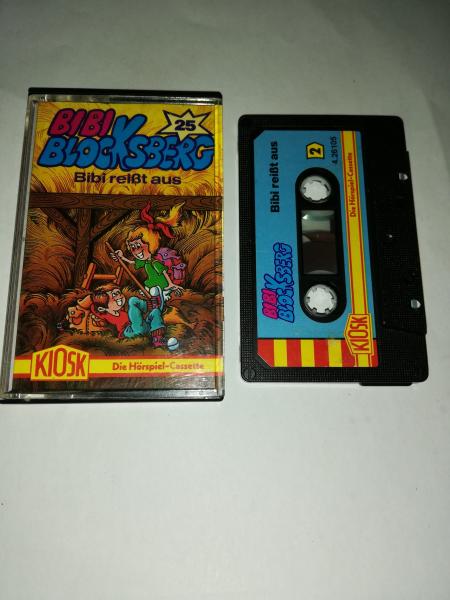 BIBI
25
BLOCKSBERG
Bibi reißt aus
KIOSK
Die Hörspiel-Cassette
BIBI
BLOCKSBERG
Bibi reißt aus
2
4.26105
Die Hörspiel-Cassette
KIOSK